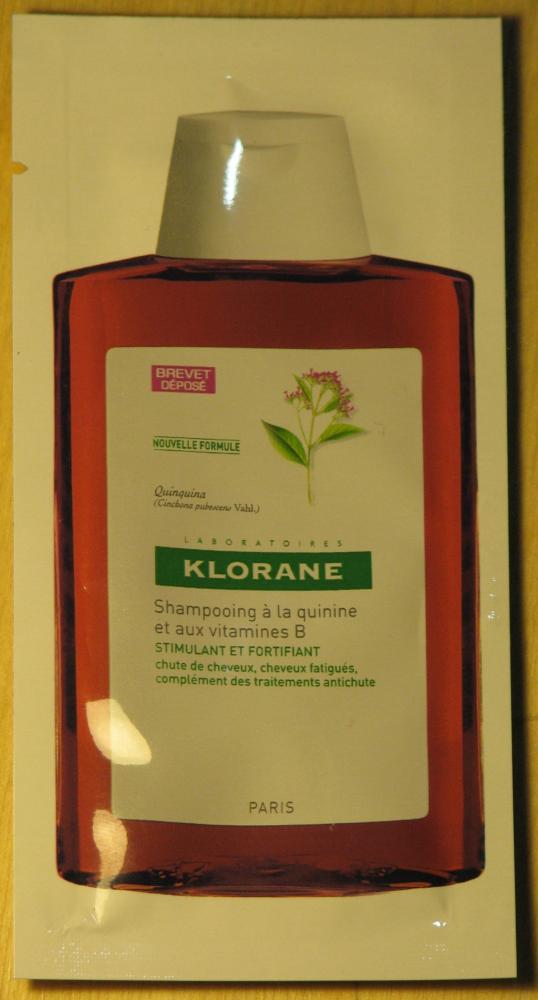 BREVET
DÉPOSÉ
NOUVELLE FORMULE
Quinquina
(Cinchona pubescens Vahl.)
LABORATOIRES
KLORANE
Shampooing à la quinine
et aux vitamines B
STIMULANT ET FORTIFIANT
chute de cheveux, cheveux fatigués,
complément des traitements antichute
PARIS